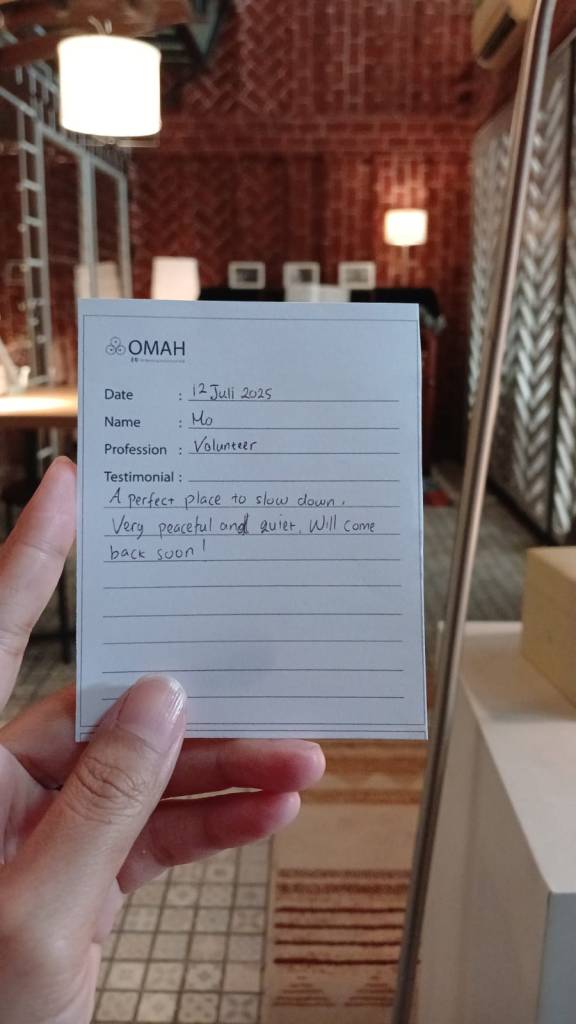 OMAH
Date : 12 Juli 2025
Name : Mo
Profession : Volunteer
Testimonial :
A perfect place to slow down.
Very peaceful and quiet. Will come
back soon!